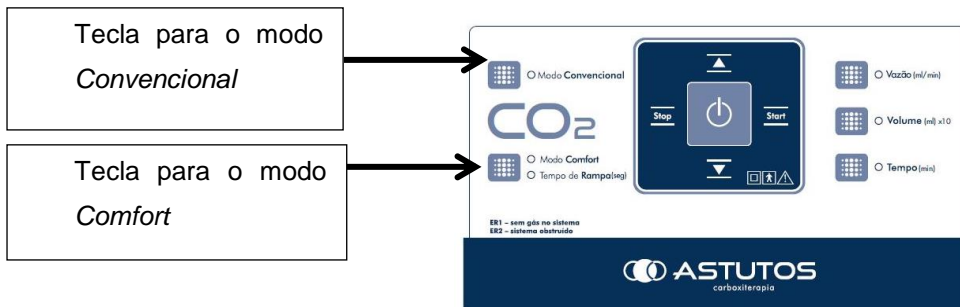 Tecla para o modo
Convencional
Tecla para o modo
Comfort
Modo Convencional
CO2
Modo Comfort
Tempo de Rampa(seg)
Stop
Start
Vazão (ml/min)
Volume (ml) x10
Tempo (min)
ER1 – sem gás no sistema
ER2 – sistema obstruído
ASTUTOS
carboxiterapia